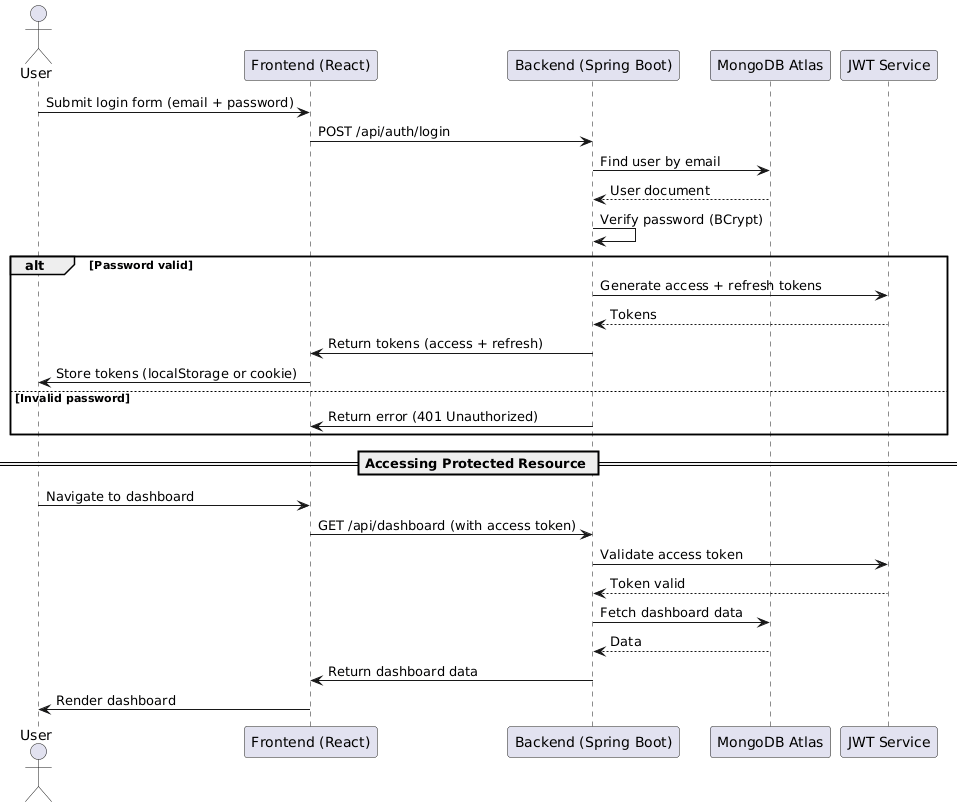 User
Frontend (React)
Backend (Spring Boot)
MongoDB Atlas
JWT Service
Submit login form (email + password)
POST /api/auth/login
Find user by email
User document
Verify password (BCrypt)
alt
[Password valid]
Generate access + refresh tokens
Tokens
Return tokens (access + refresh)
Store tokens (localStorage or cookie)
[Invalid password]
Return error (401 Unauthorized)
Accessing Protected Resource
Navigate to dashboard
GET /api/dashboard (with access token)
Validate access token
Token valid
Fetch dashboard data
Data
Return dashboard data
Render dashboard
User
Frontend (React)
Backend (Spring Boot)
MongoDB Atlas
JWT Service